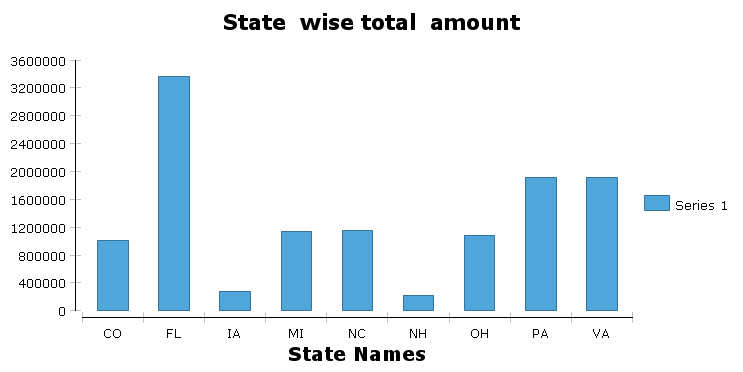 State wise total amount
3600000
3200000
2800000
2400000
2000000
1600000
1200000
800000
400000
0
CO FL IA MI NC NH OH PA VA
State Names
Series 1